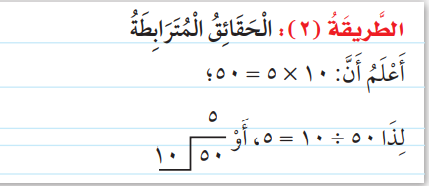 الطَّرِيقَةُ (٢): الْحَقَائِقُ الْمُتَرَابِطَةُ
أَعْلَمُ أَنَّ: ١٠ × ٥ = ٥٠؛
لِذَا ٥٠ ÷ ١٠ = ٥، أَوْ
٥
١٠ ٥٠